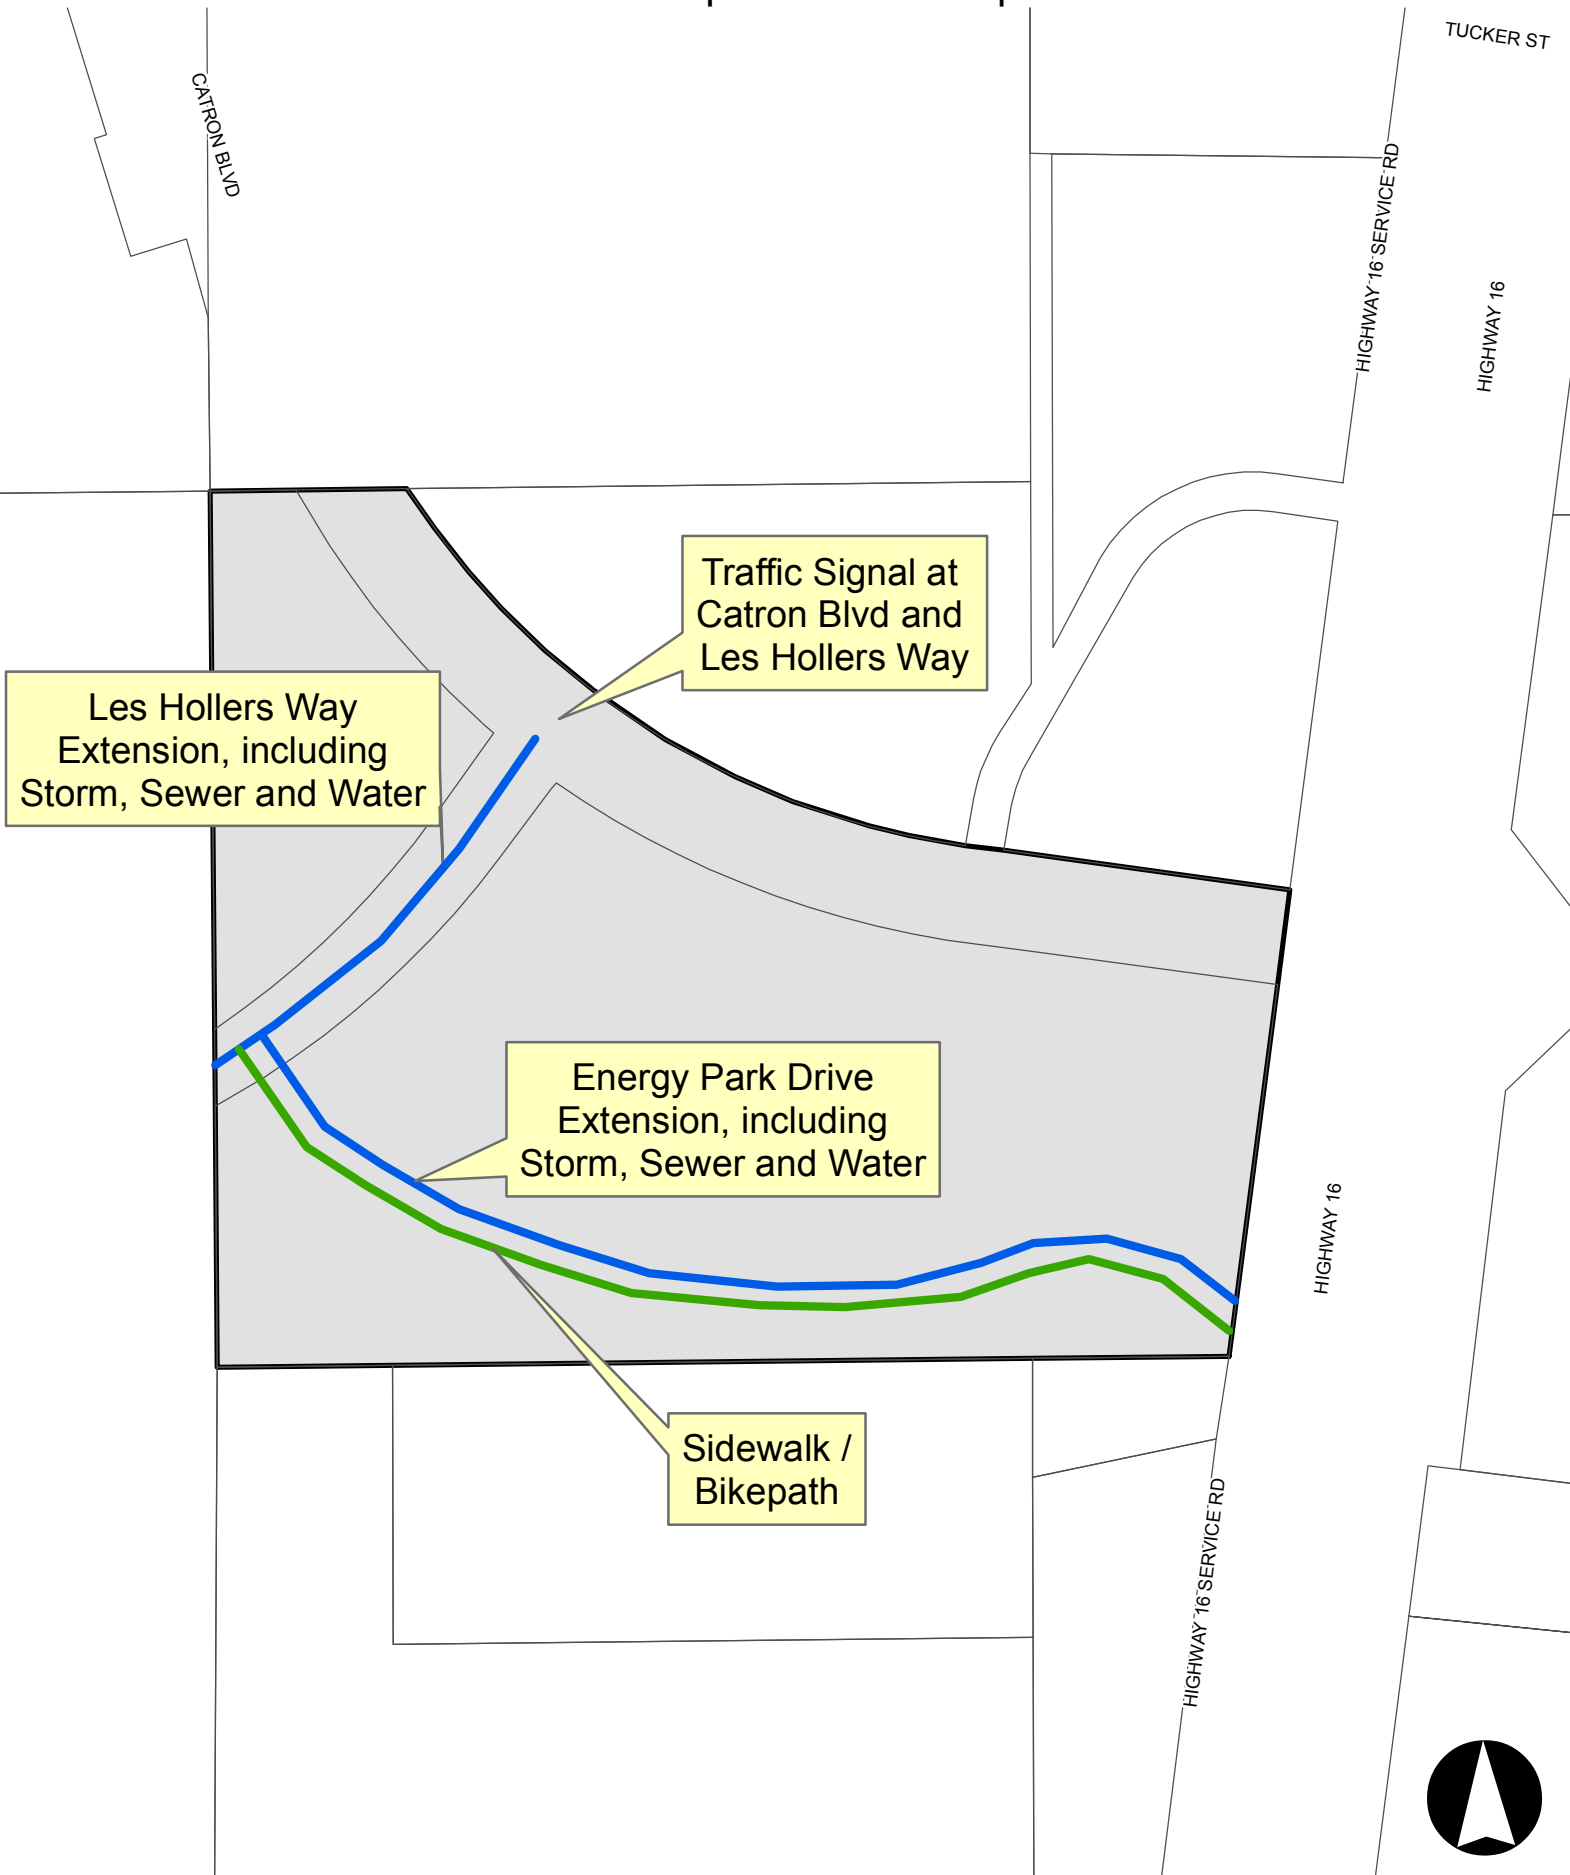 TUCKER ST
CATRON BLVD
HIGHWAY 16 SERVICE RD
HIGHWAY 16
Traffic Signal at
Catron Blvd and
Les Hollers Way
Les Hollers Way
Extension, including
Storm, Sewer and Water
Energy Park Drive
Extension, including
Storm, Sewer and Water
HIGHWAY 16
Sidewalk /
Bikepath
HIGHWAY 16 SERVICE RD